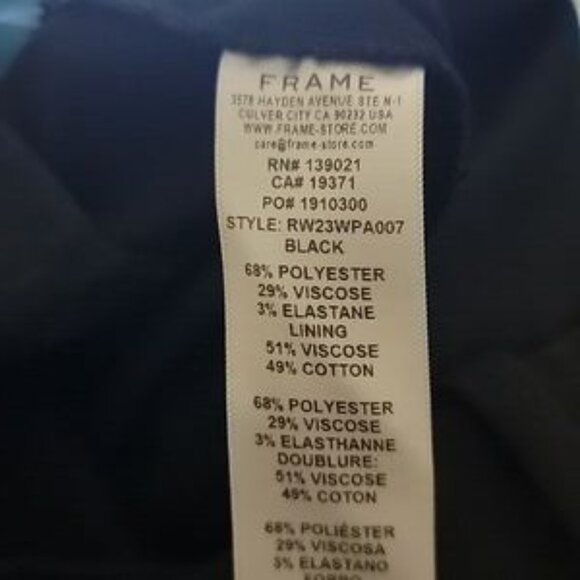 FRAME
3578 HAYDEN AVENUE STE N-1
CULVER CITY CA 90232 USA
WWW.FRAME-STORE.COM
care@frame-store.com
RN# 139021
CA# 19371
PO# 1910300
STYLE: RW23WPA007
BLACK
68% POLYESTER
29% VISCOSE
3% ELASTANE
LINING
51% VISCOSE
49% COTTON
68% POLYESTER
29% VISCOSE
3% ELASTHANNE
DOUBLURE:
51% VISCOSE
49% COTON
68% POLIÉSTER
29% VISCOSA
3% ELASTANO
FORRO